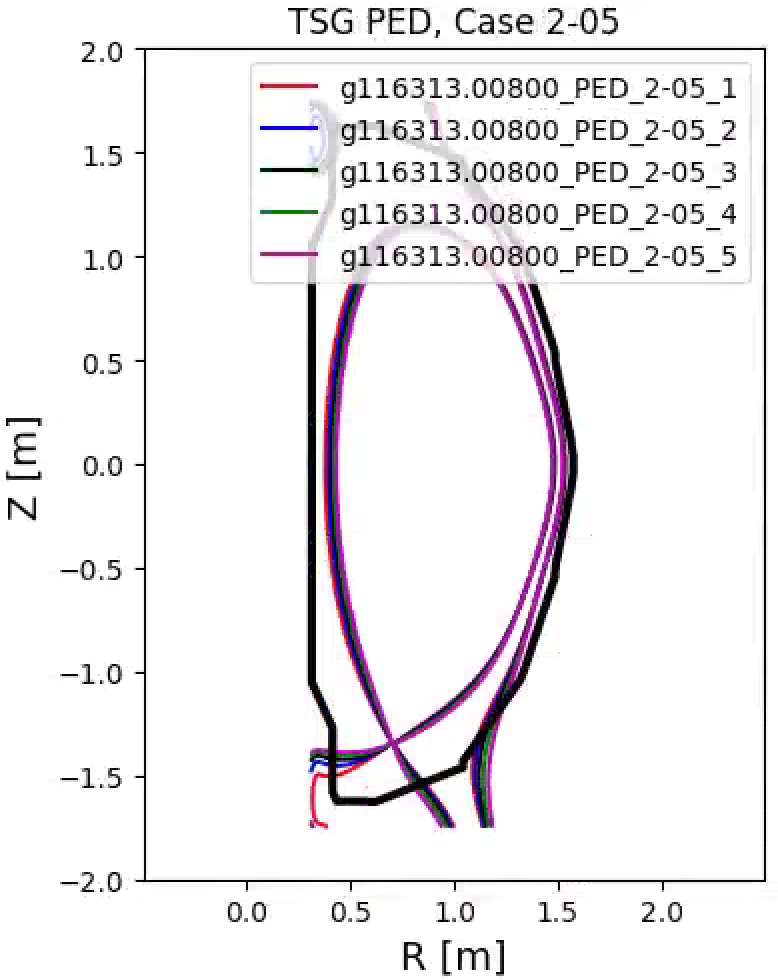 TSG PED, Case 2-05
2.0
g116313.00800_PED_2-05_1
g116313.00800_PED_2-05_2
1.5
g116313.00800_PED_2-05_3
g116313.00800_PED_2-05_4
1.0
g116313.00800_PED_2-05_5
0.5
0.0
Z [m]
−0.5
−1.0
−1.5
−2.0
0.0 0.5 1.0 1.5 2.0
R [m]